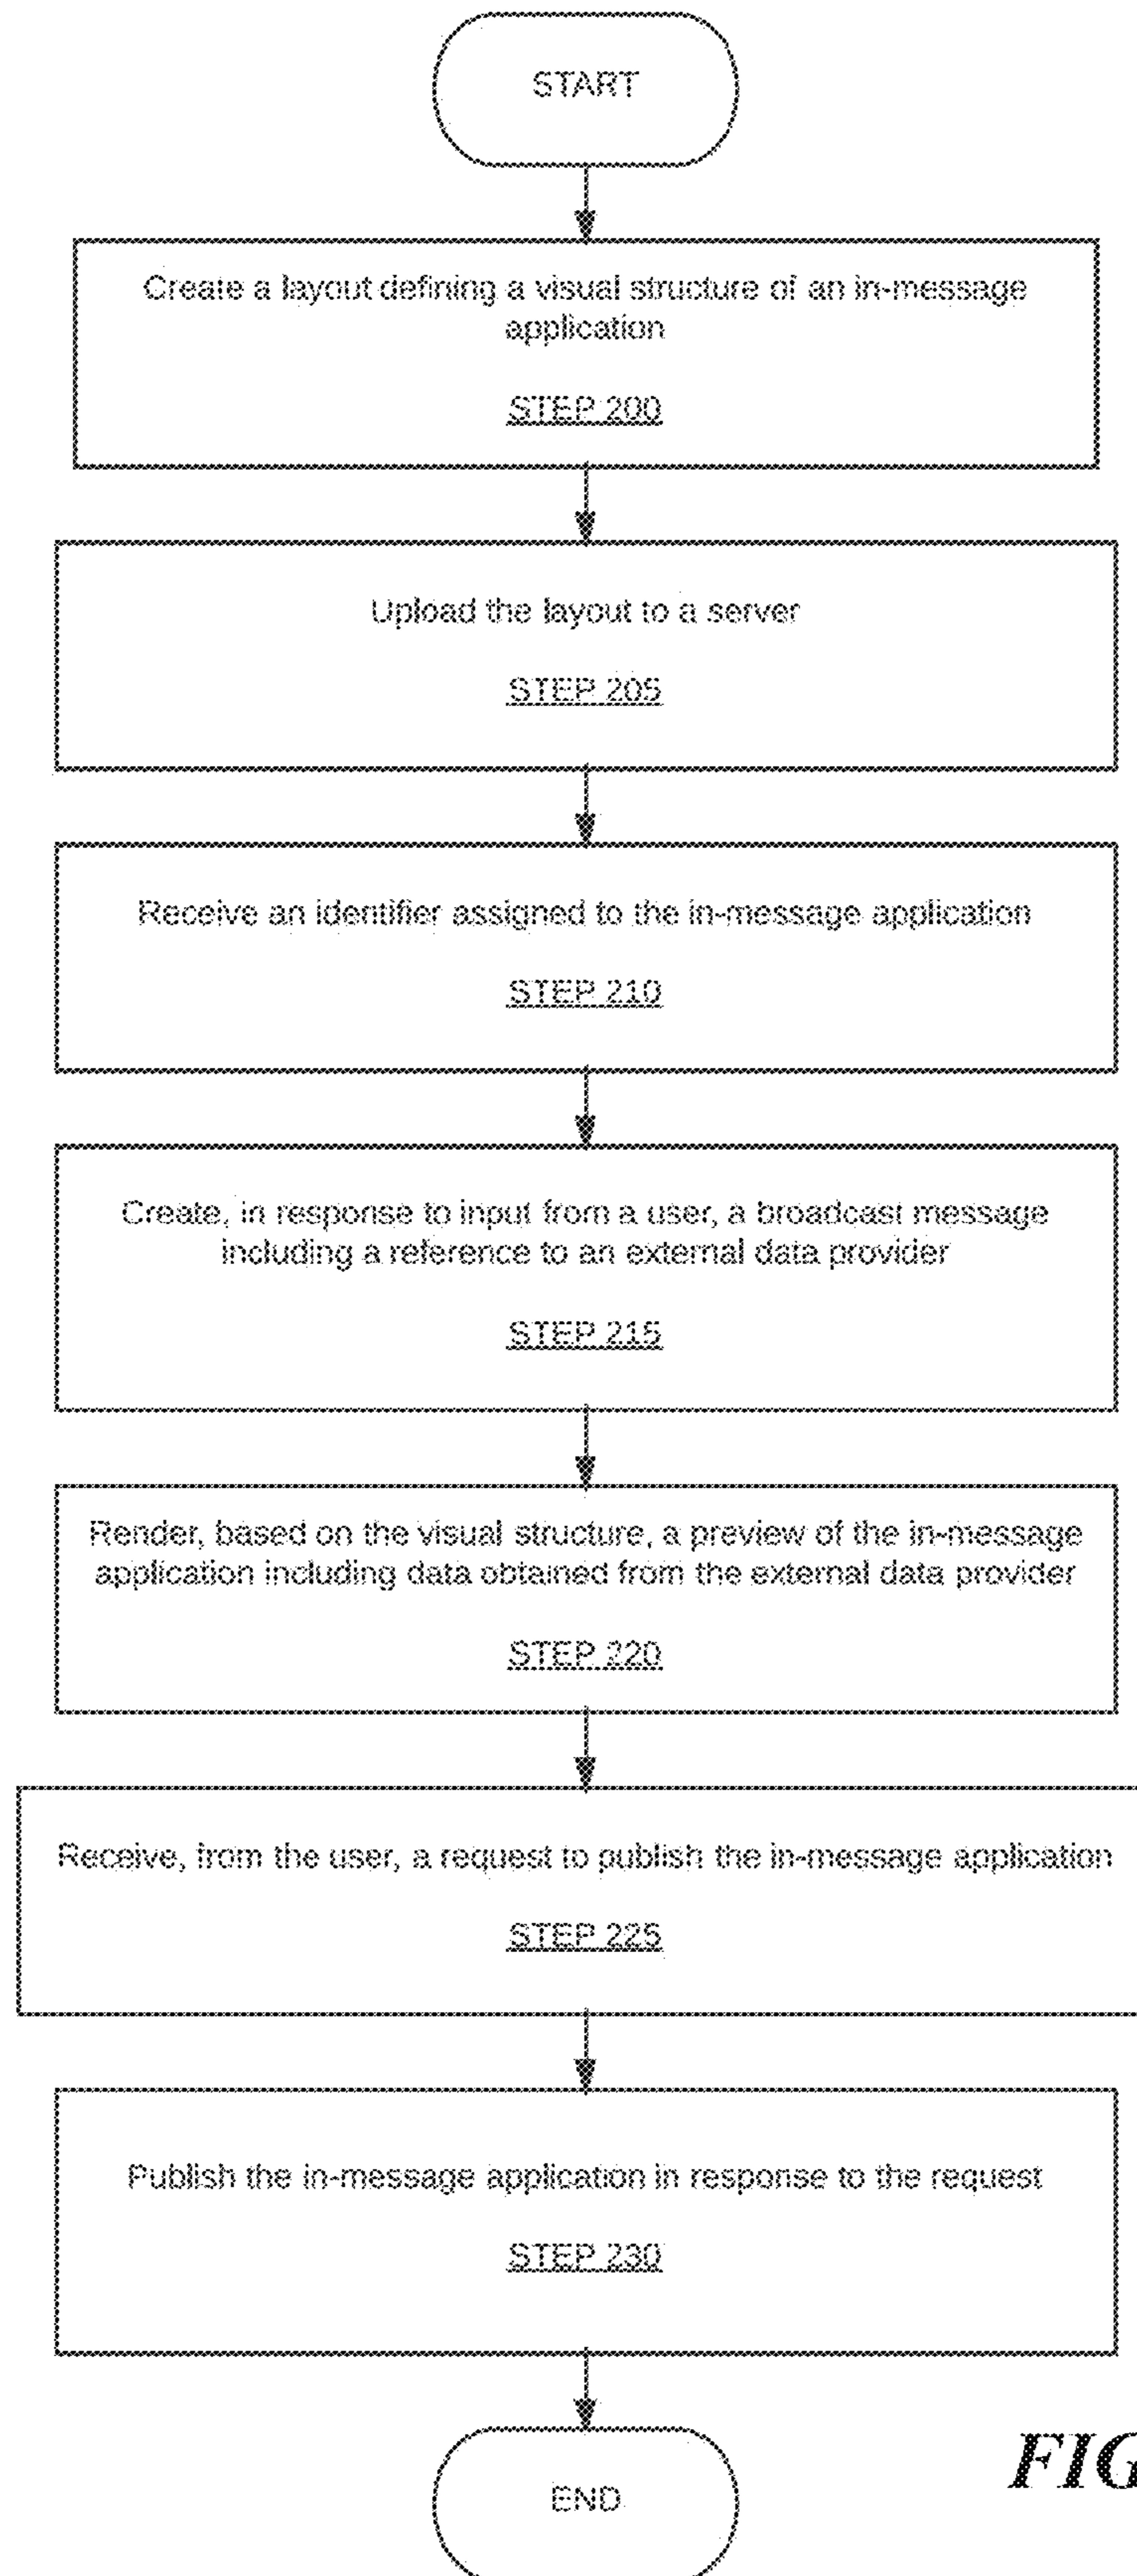 START
Create a layout defining a visual structure of an in-message
application
STEP 200
Upload the layout to a server
STEP 205
Receive an identifier assigned to the in-message application
STEP 210
Create, in response to input from a user, a broadcast message
including a reference to an external data provider
STEP 215
Render, based on the visual structure, a preview of the in-message
application including data obtained from the external data provider
STEP 220
Receive, from the user, a request to publish the in-message application
STEP 225
Publish the in-message application in response to the request
STEP 230
FIG
END